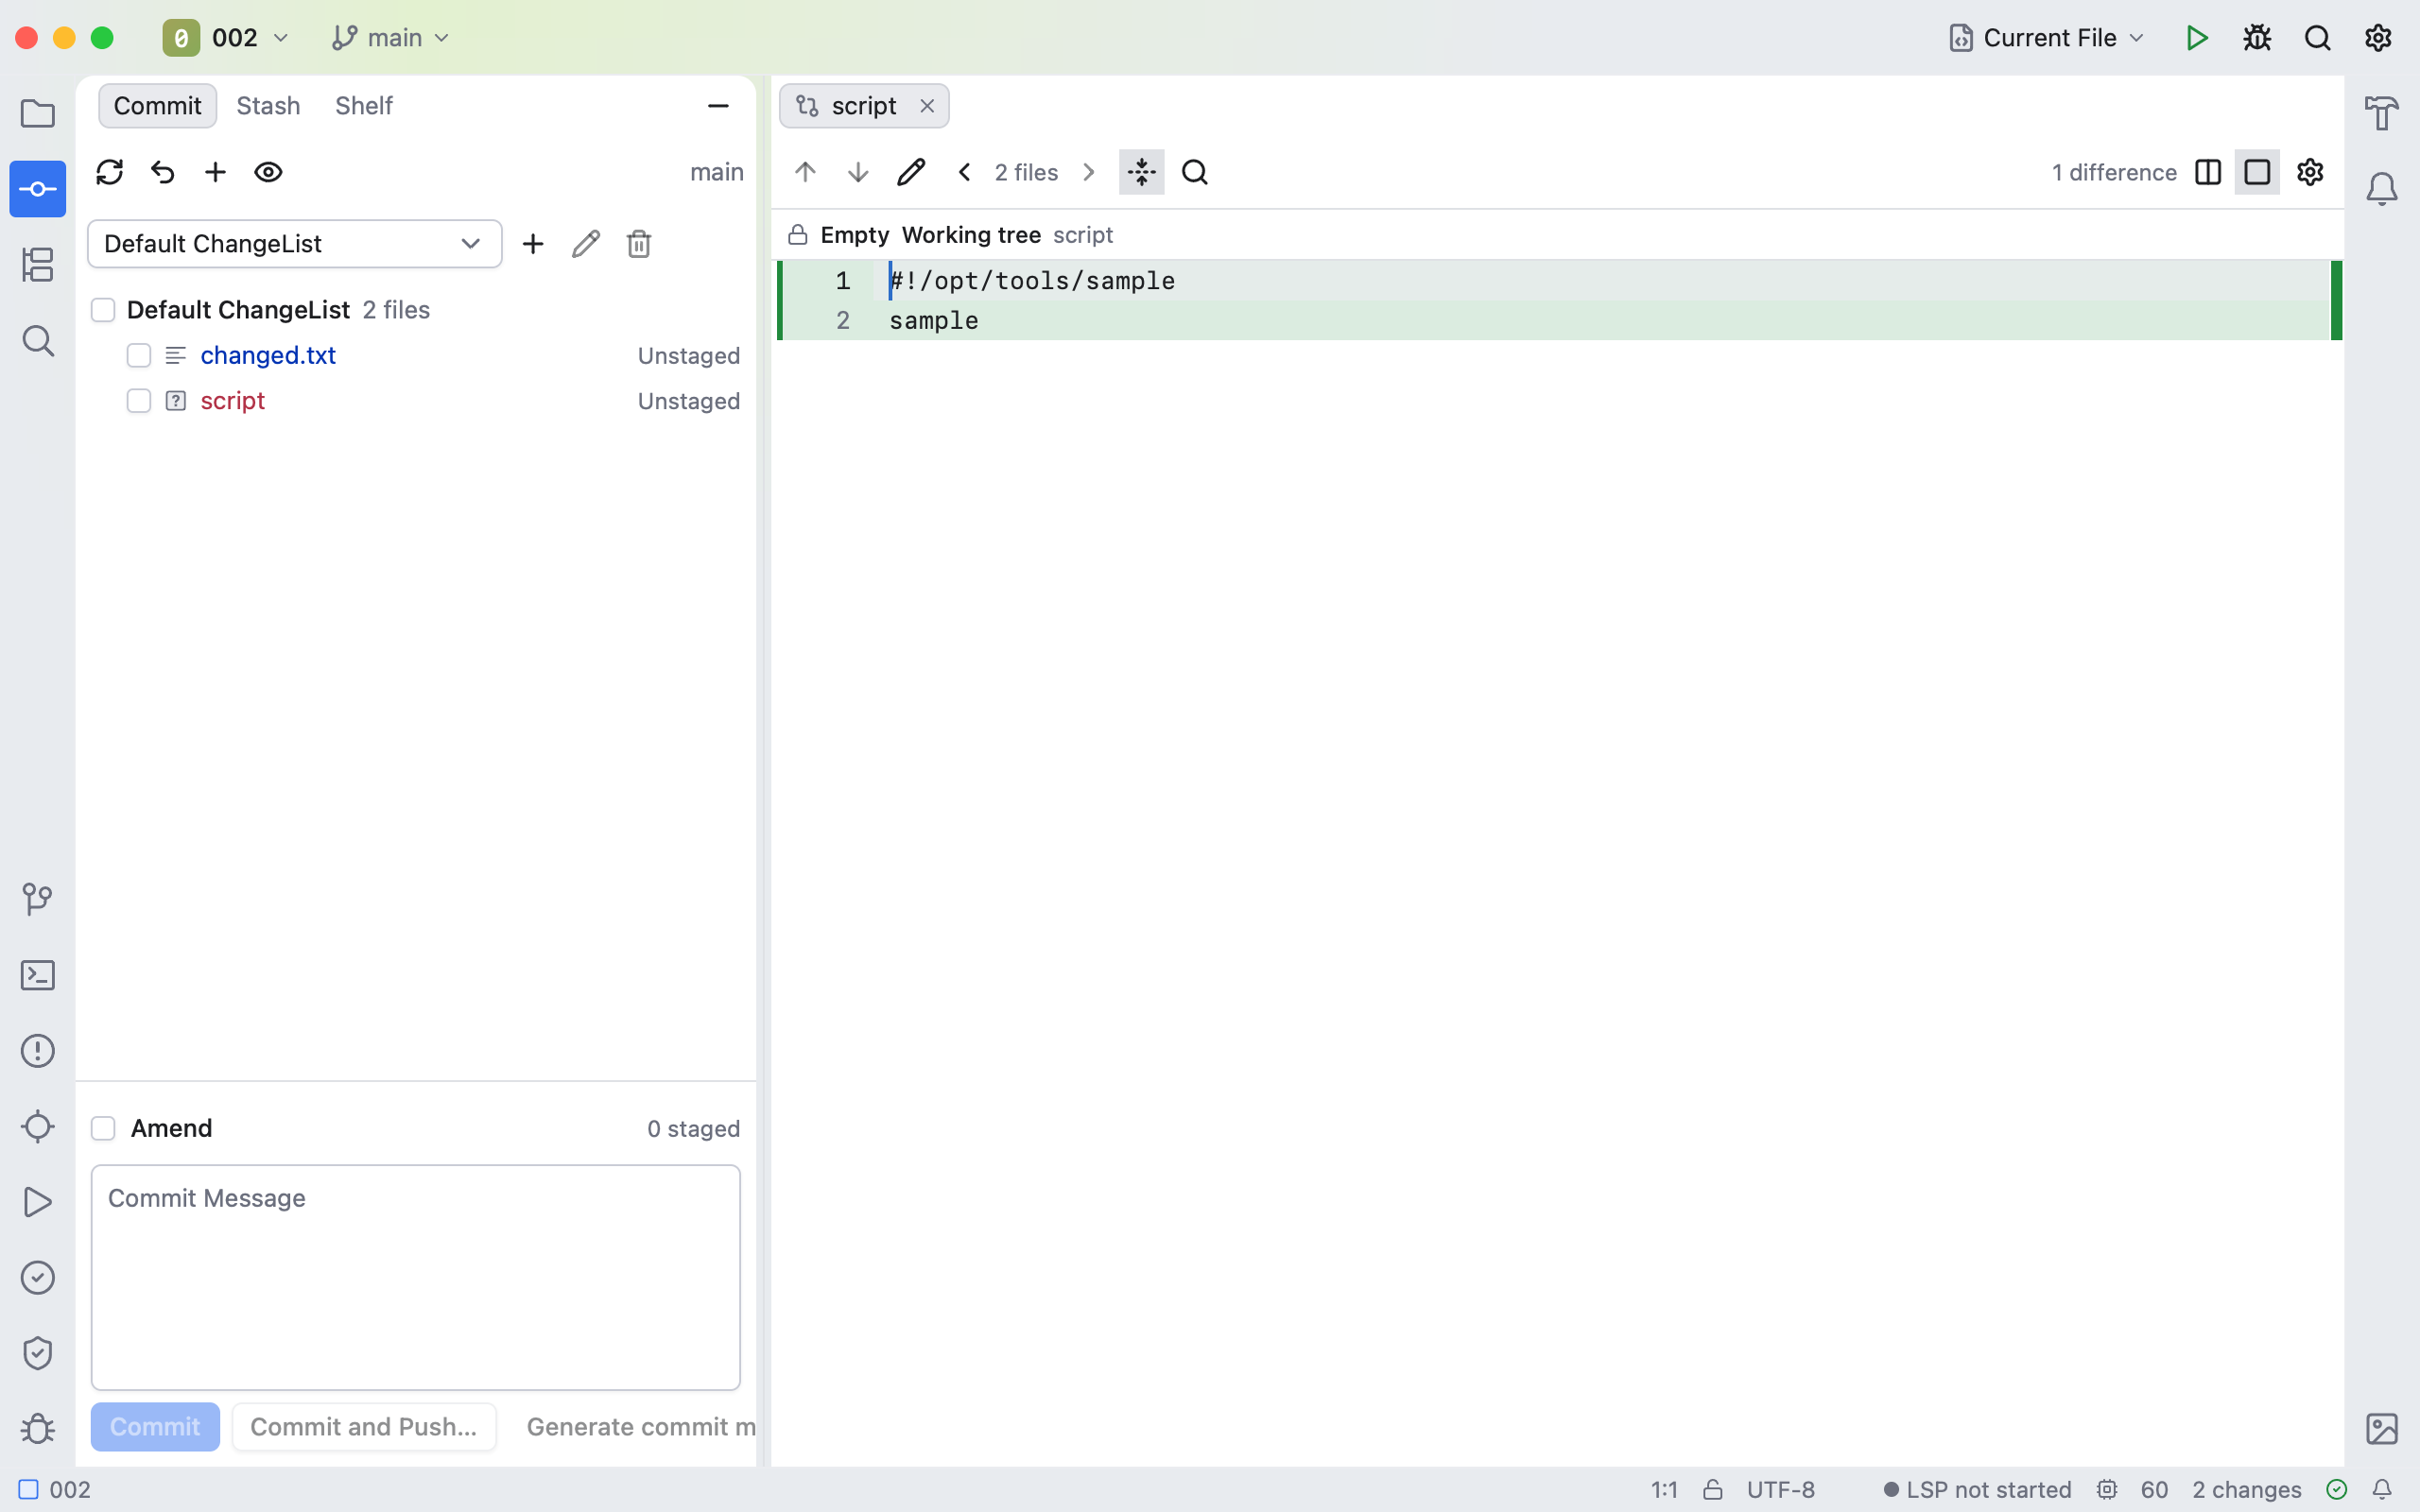 0 002 main Current File
Commit Stash Shelf
script
main
2 files
1 difference
Default ChangeList
Empty Working tree script
Default ChangeList 2 files
changed.txt Unstaged
script Unstaged
1 #!/opt/tools/sample
2 sample
Amend 0 staged
Commit Message
Commit Commit and Push... Generate commit m
002 1:1 UTF-8 LSP not started 60 2 changes